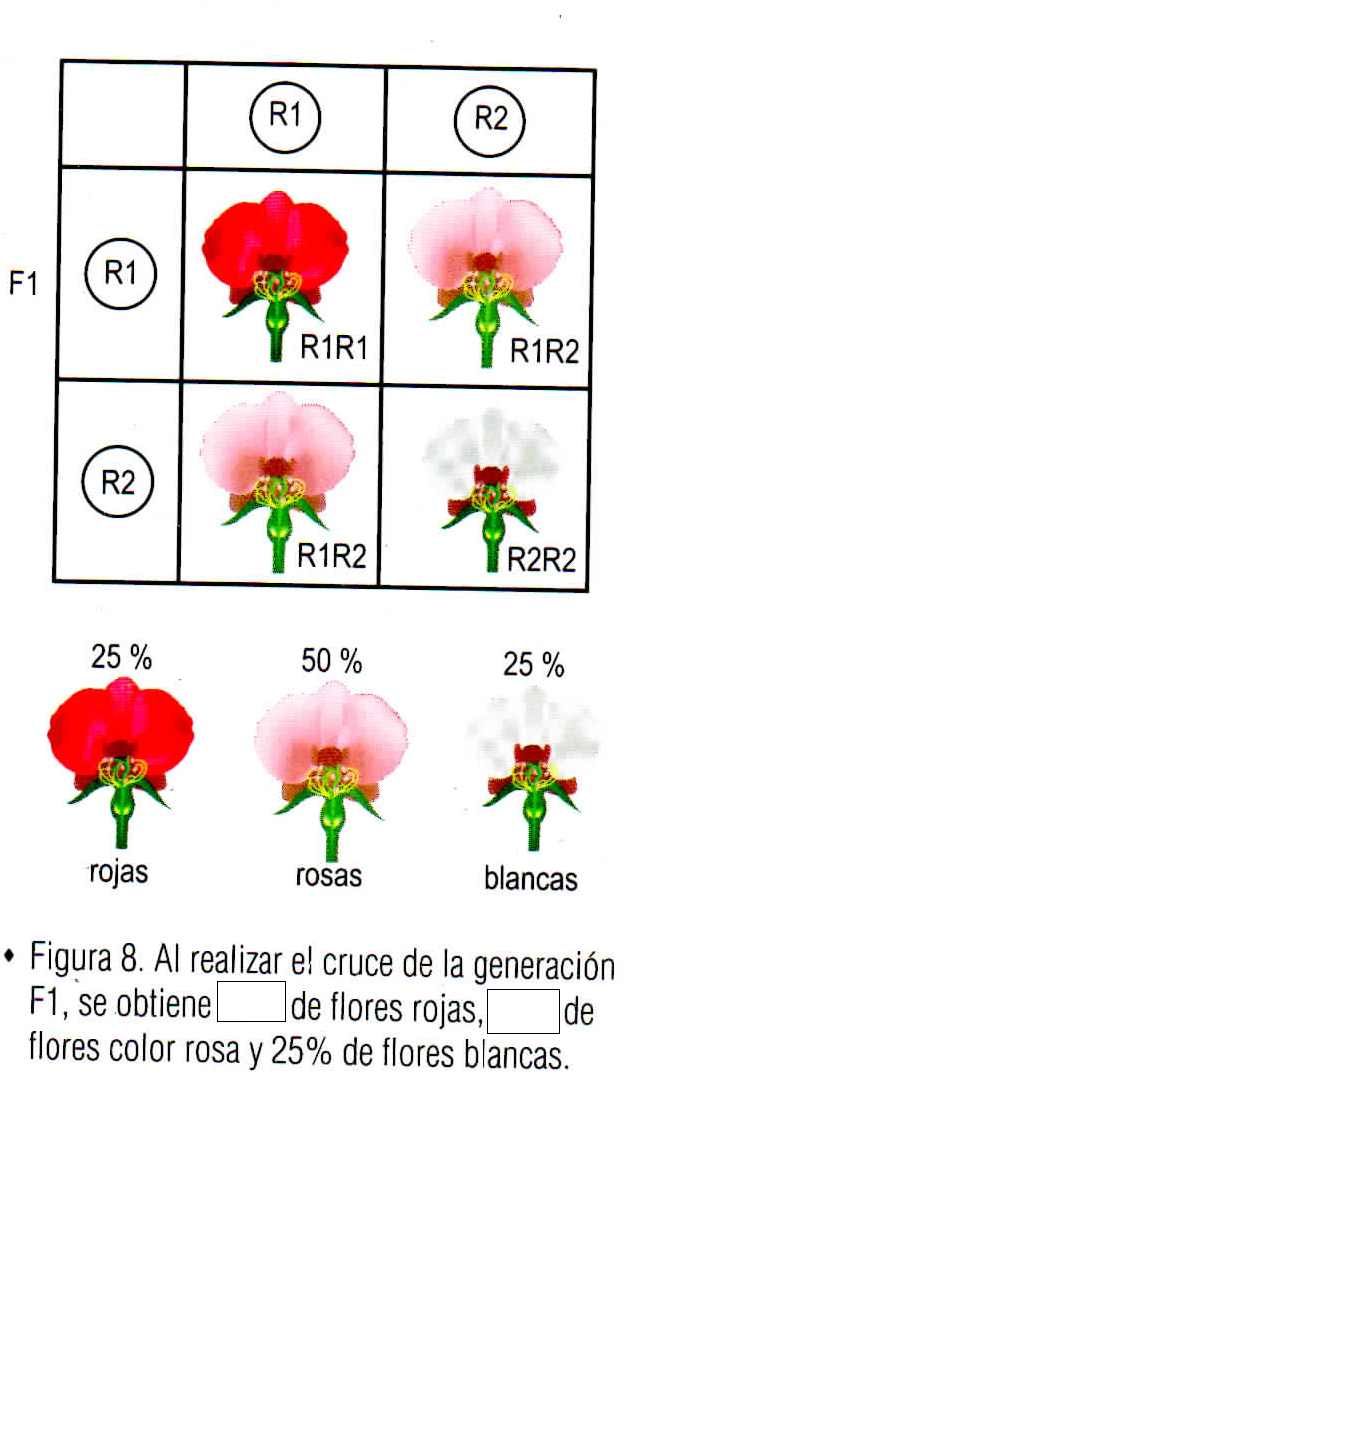 R1 R2
F1 R1
R1R1 R1R2
R2
R1R2 R2R2
25 % 50 % 25 %
rojas rosas blancas
• Figura 8. Al realizar el cruce de la generación
F1, se obtiene de flores rojas, de
flores color rosa y 25% de flores blancas.